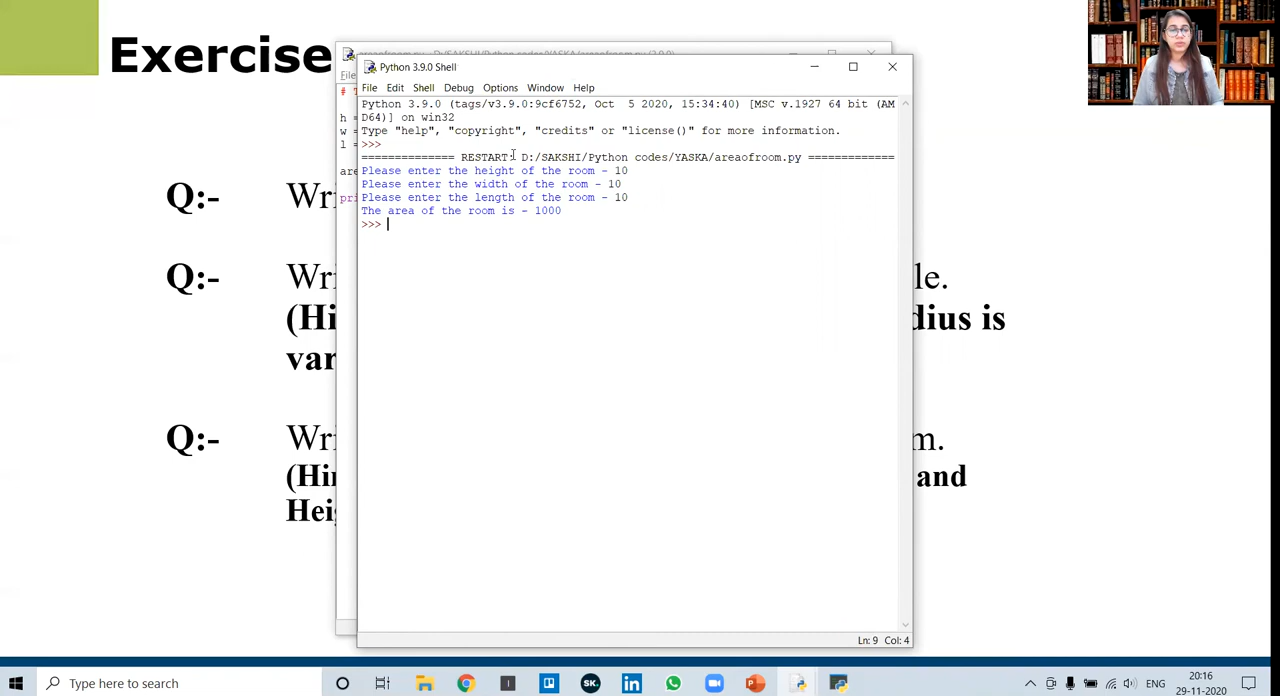 Exercise
Q:-
Q:-
le.
(Hi
dius is
var
Q:-
m.
(Hi
and
Hei
File
h =
w =
l =
are
pri
Python 3.9.0 Shell
File Edit Shell Debug Options Window Help
Python 3.9.0 (tags/v3.9.0:9cf6752, Oct  5 2020, 15:34:40) [MSC v.1927 64 bit (AM
D64)] on win32
Type "help", "copyright", "credits" or "license()" for more information.
>>>
============== RESTART: D:/SAKSHI/Python codes/YASKA/areaofroom.py =============
Please enter the height of the room - 10
Please enter the width of the room - 10
Please enter the length of the room - 10
The area of the room is - 1000
>>>
Ln: 9 Col: 4
Type here to search
SK.
ENG
20:16
29-11-2020